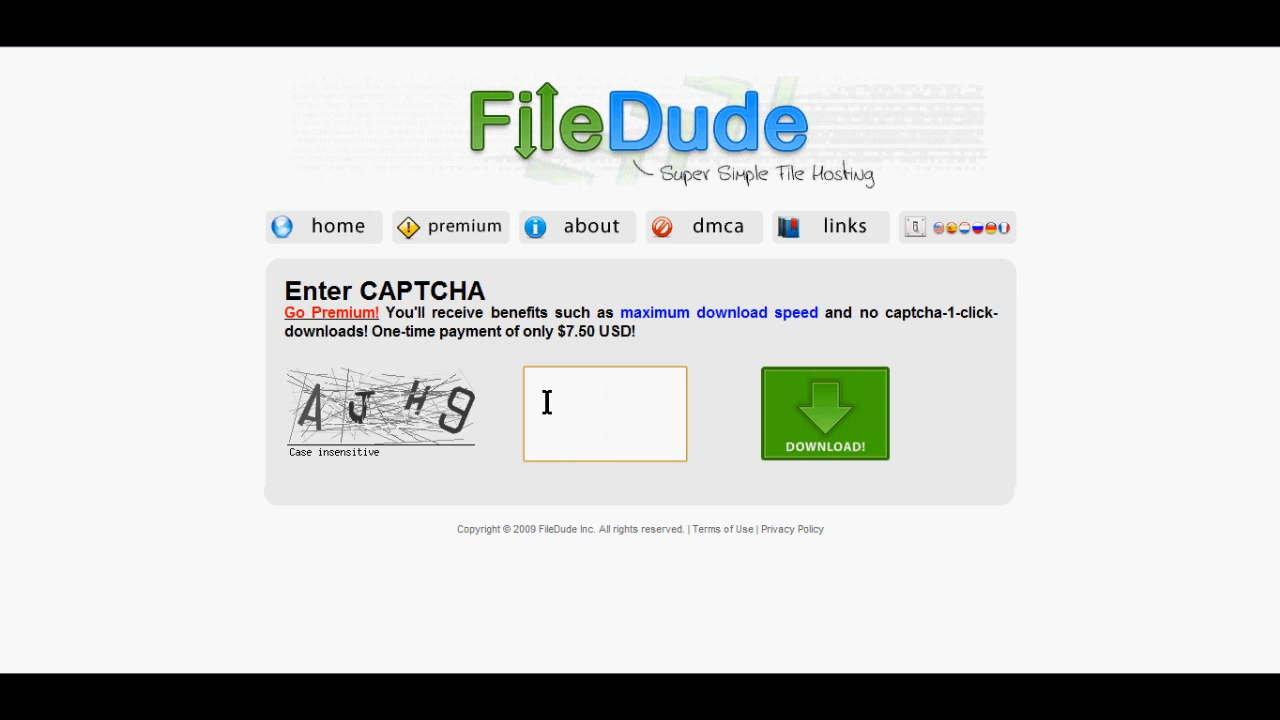 FileDude
Super Simple File Hosting
home
premium
about
dmca
links
Enter CAPTCHA
Go Premium! You'll receive benefits such as maximum download speed and no captcha-1-click-
downloads! One-time payment of only $7.50 USD!
Case insensitive
DOWNLOAD!
Copyright © 2009 FileDude Inc. All rights reserved. | Terms of Use | Privacy Policy